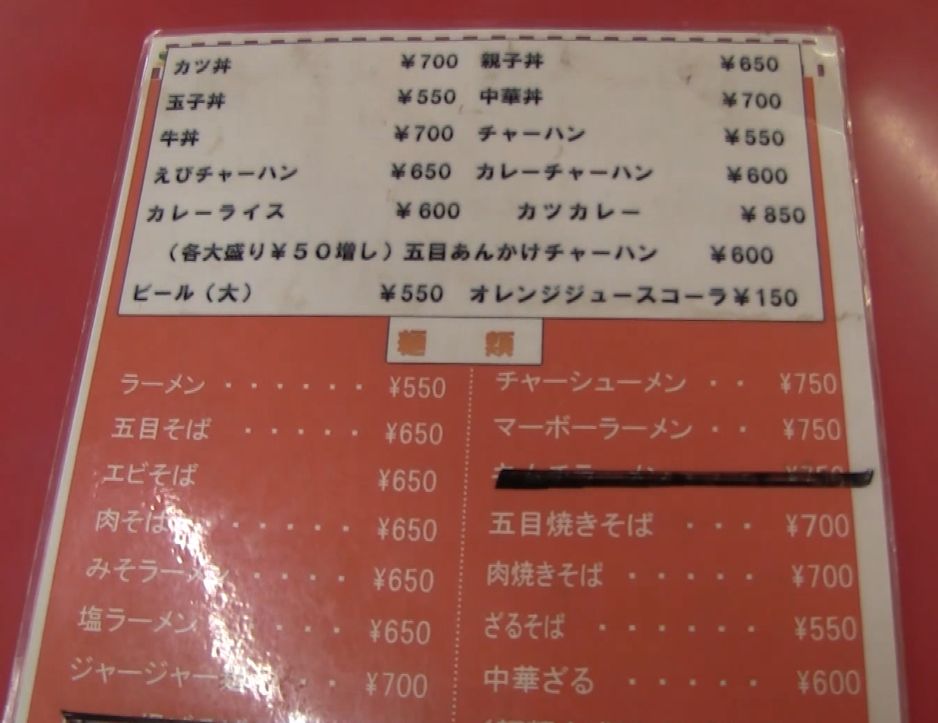 カツ丼 ¥700 親子丼 ¥650
玉子丼 ¥550 中華丼 ¥700
牛丼 ¥700 チャーハン ¥550
えびチャーハン ¥650 カレーチャーハン ¥600
カレーライス ¥600 カツカレー ¥850
（各大盛り¥50増し）五目あんかけチャーハン ¥600
ビール（大） ¥550 オレンジジュースコーラ¥150
麺 類
ラーメン ・・・・・・ ¥550
五目そば ・・・・・ ¥650
エビそば ¥650
肉そば ・・・・・ ¥650
みそラーメン ・・・・ ¥650
塩ラーメン ・・・・ ¥650
ジャージャー麺 ・・・ ¥700
チャーシューメン ・・ ¥750
マーボーラーメン ・・ ¥750
キムチラーメン ¥750
五目焼きそば ・・・ ¥700
肉焼きそば ・・・・・ ¥700
ざるそば ・・・・・・ ¥550
中華ざる ・・・・・ ¥600